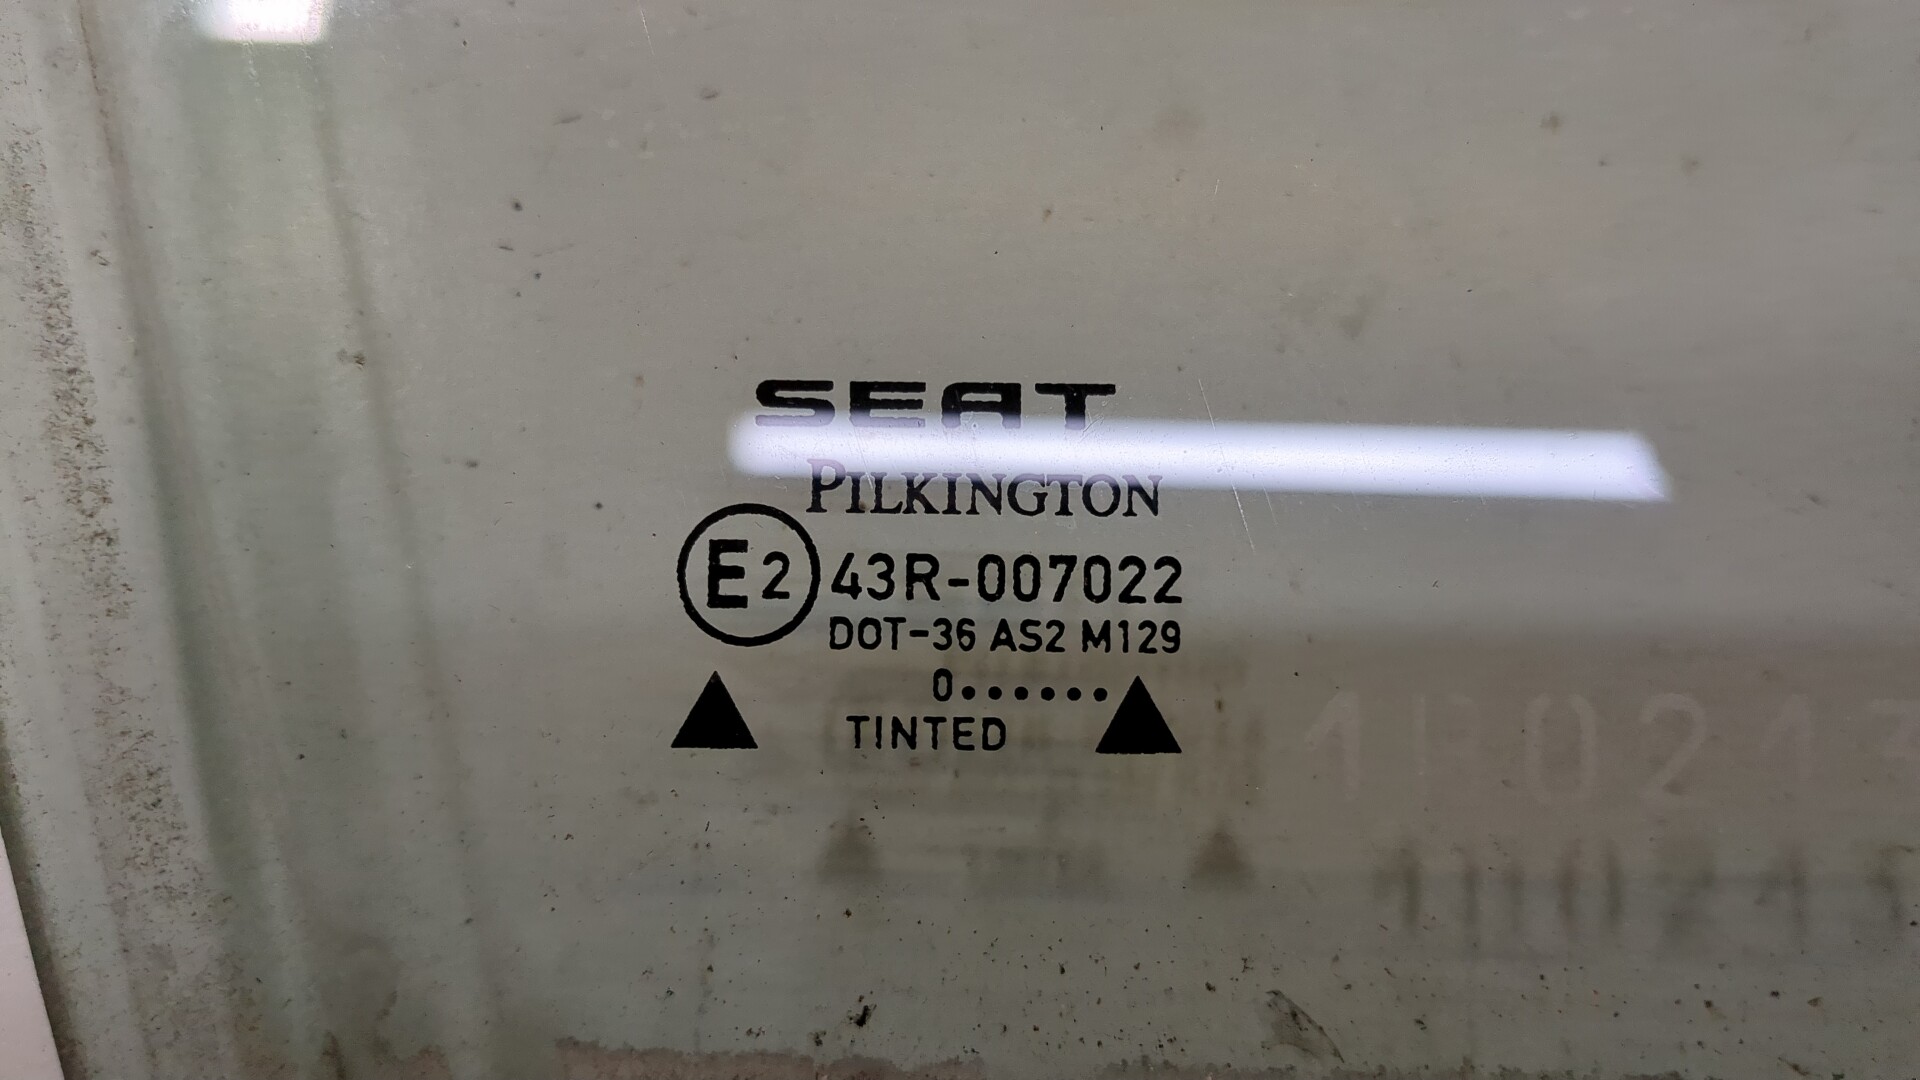 SEAT
PILKINGTON
E2 43R-007022
DOT-36 AS2 M129
0••••••
TINTED